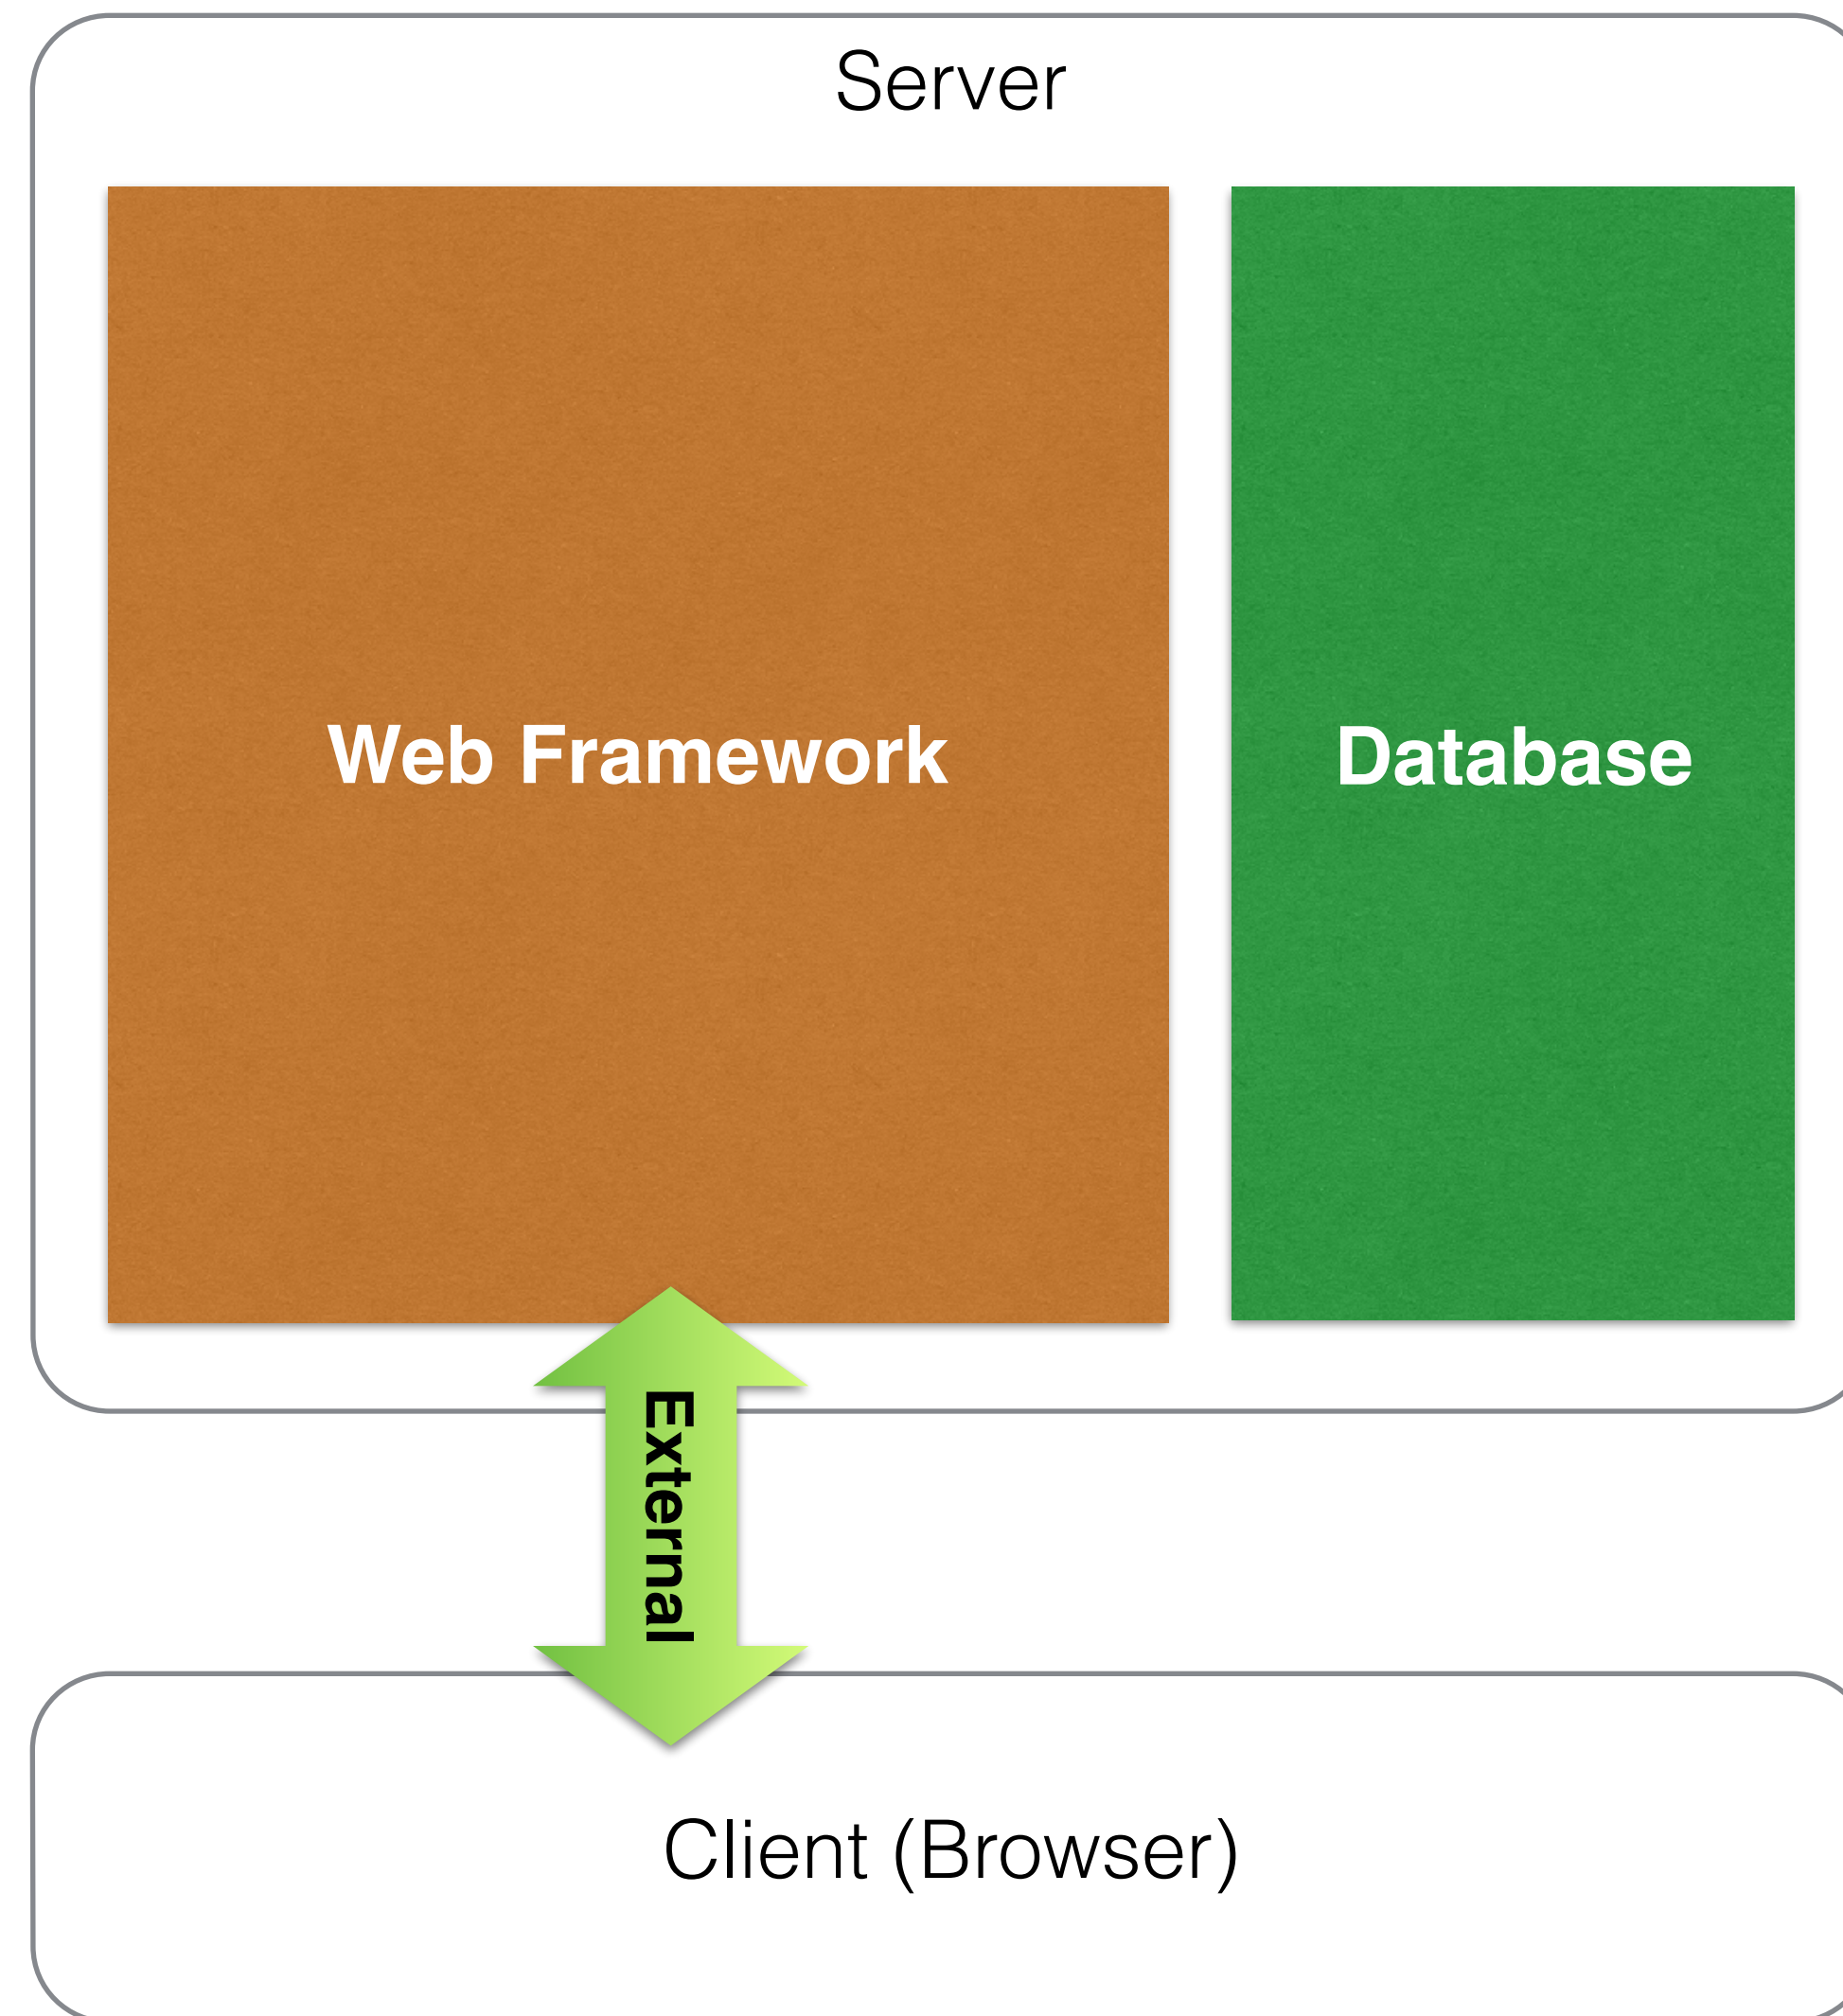 Server
Web Framework
Database
External
Client (Browser)